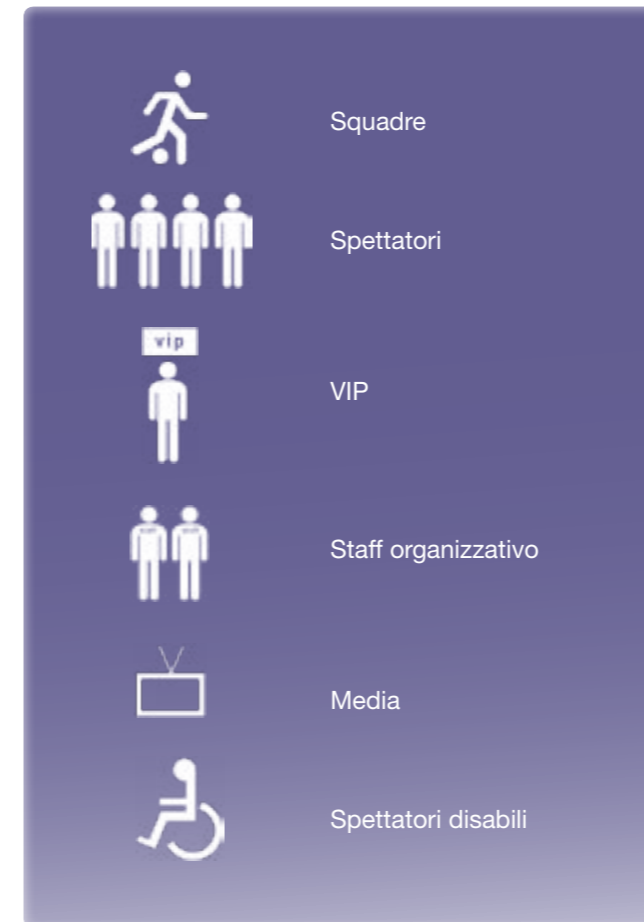 Squadre
Spettatori
vip
VIP
Staff organizzativo
Media
Spettatori disabili